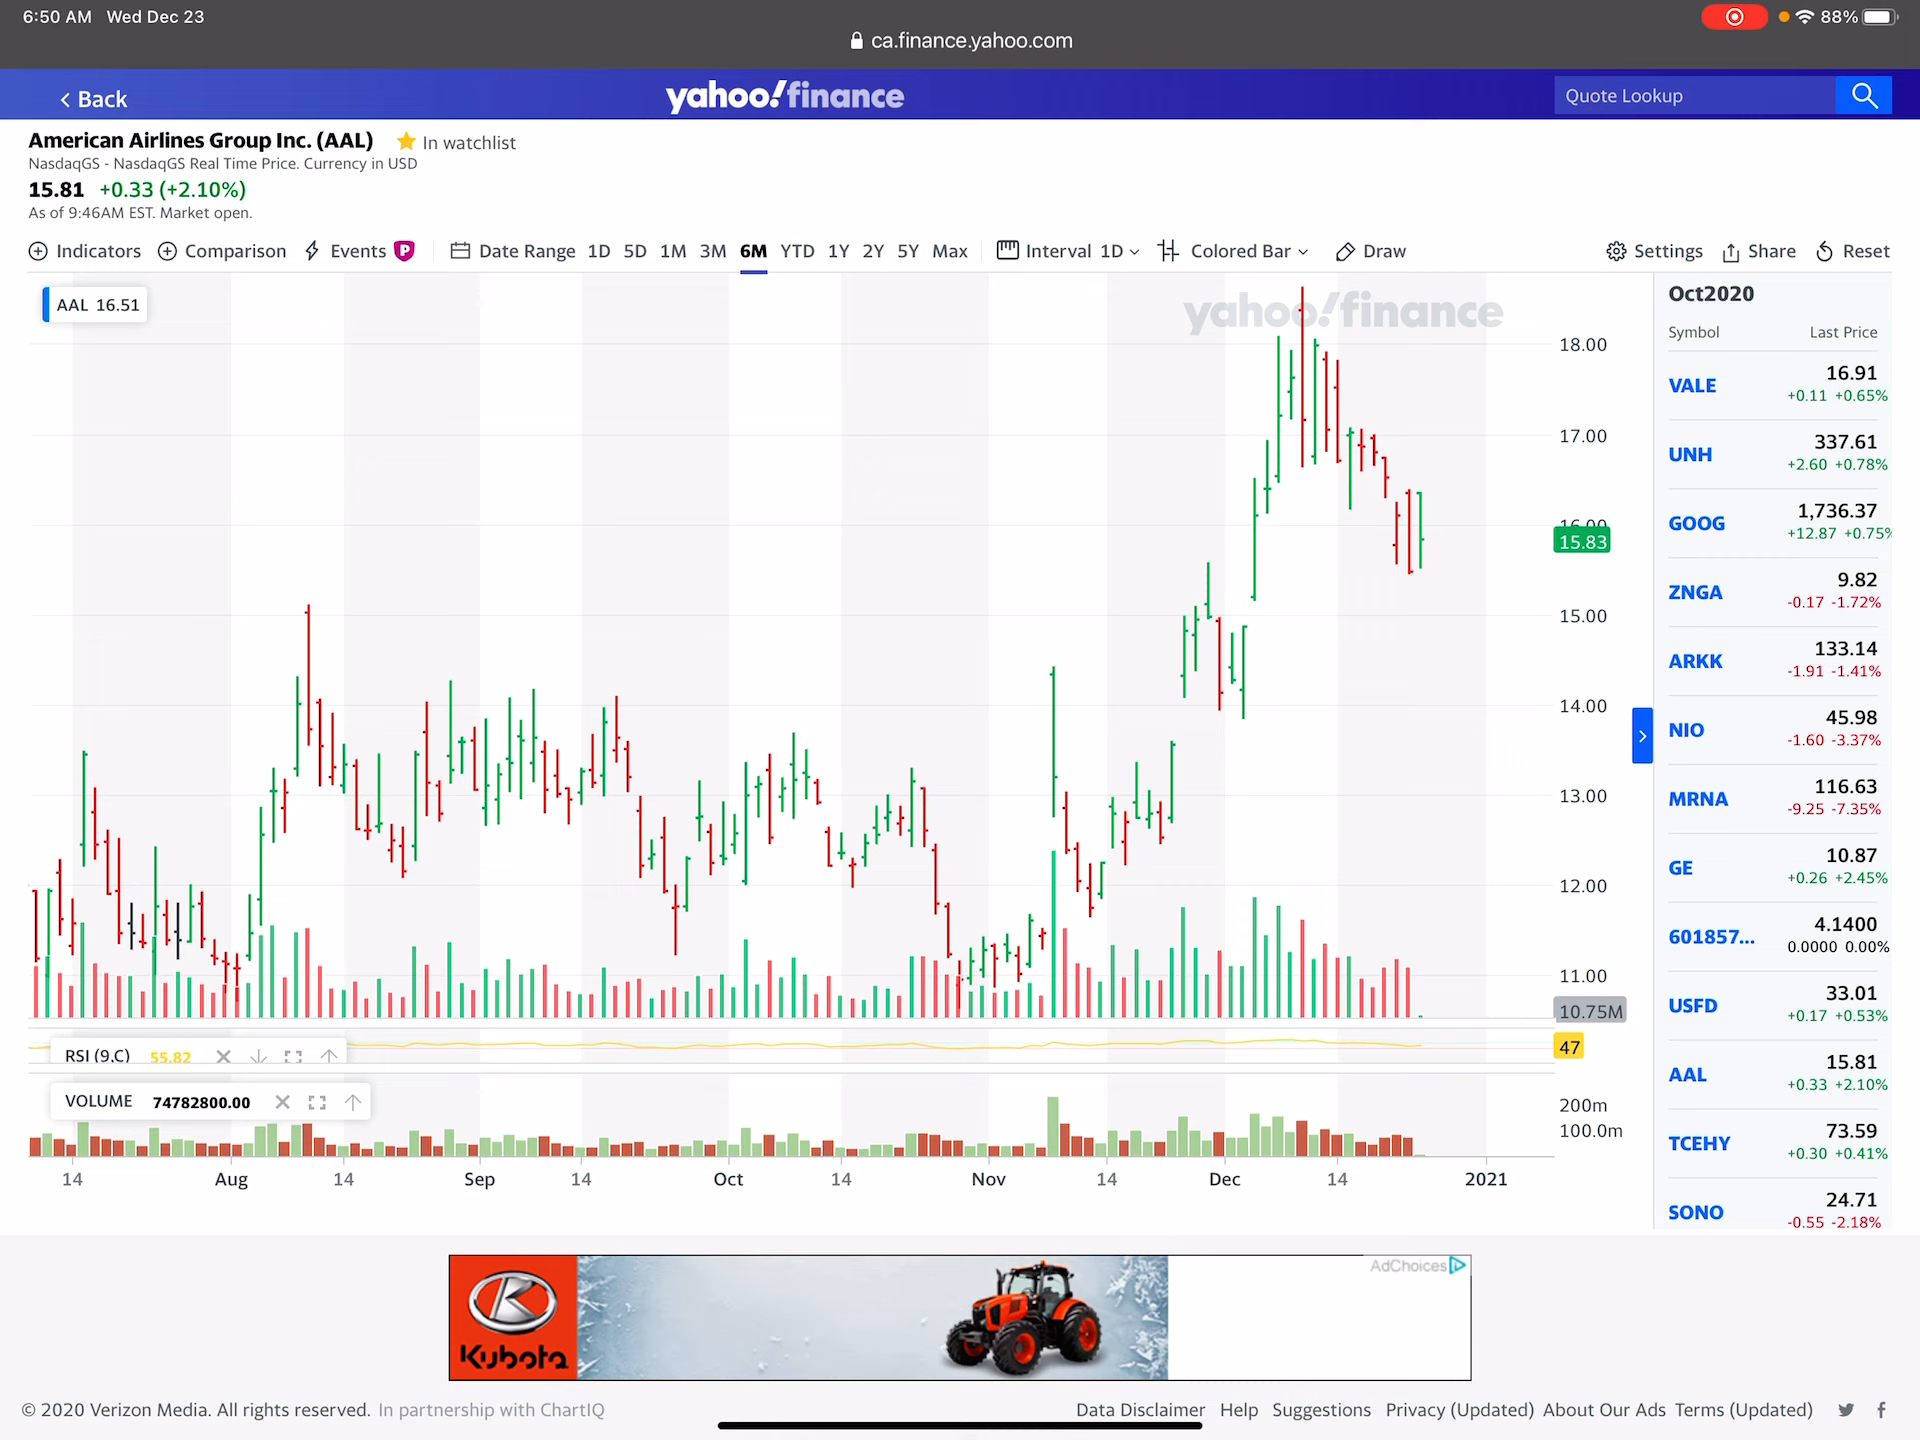 6:50 AM Wed Dec 23
88%
ca.finance.yahoo.com
Back
yahoo!finance
Quote Lookup
American Airlines Group Inc. (AAL) In watchlist
NasdaqGS - NasdaqGS Real Time Price. Currency in USD
15.81 +0.33 (+2.10%)
As of 9:46AM EST. Market open.
Indicators Comparison Events P Date Range 1D 5D 1M 3M 6M YTD 1Y 2Y 5Y Max Interval 1D Colored Bar Draw Settings Share Reset
AAL 16.51
yahoo!finance
18.00
17.00
16.00
15.83
15.00
14.00
13.00
12.00
11.00
10.75M
RSI (9,C) 55.82
47
VOLUME 74782800.00
200m
100.0m
14 Aug 14 Sep 14 Oct 14 Nov 14 Dec 14 2021
Oct2020
Symbol Last Price
VALE 16.91
+0.11 +0.65%
UNH 337.61
+2.60 +0.78%
GOOG 1,736.37
+12.87 +0.75%
ZNGA 9.82
-0.17 -1.72%
ARKK 133.14
-1.91 -1.41%
NIO 45.98
-1.60 -3.37%
MRNA 116.63
-9.25 -7.35%
GE 10.87
+0.26 +2.45%
601857... 4.1400
0.0000 0.00%
USFD 33.01
+0.17 +0.53%
AAL 15.81
+0.33 +2.10%
TCEHY 73.59
+0.30 +0.41%
SONO 24.71
-0.55 -2.18%
Kubota
AdChoices
© 2020 Verizon Media. All rights reserved. In partnership with ChartIQ
Data Disclaimer Help Suggestions Privacy (Updated) About Our Ads Terms (Updated)